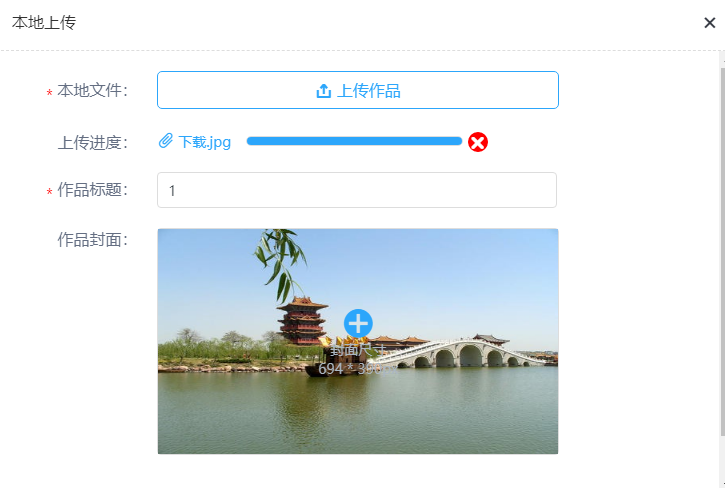 本地上传
* 本地文件：
上传作品
上传进度：
下载.jpg
* 作品标题：
1
作品封面：
封面尺寸
694 *